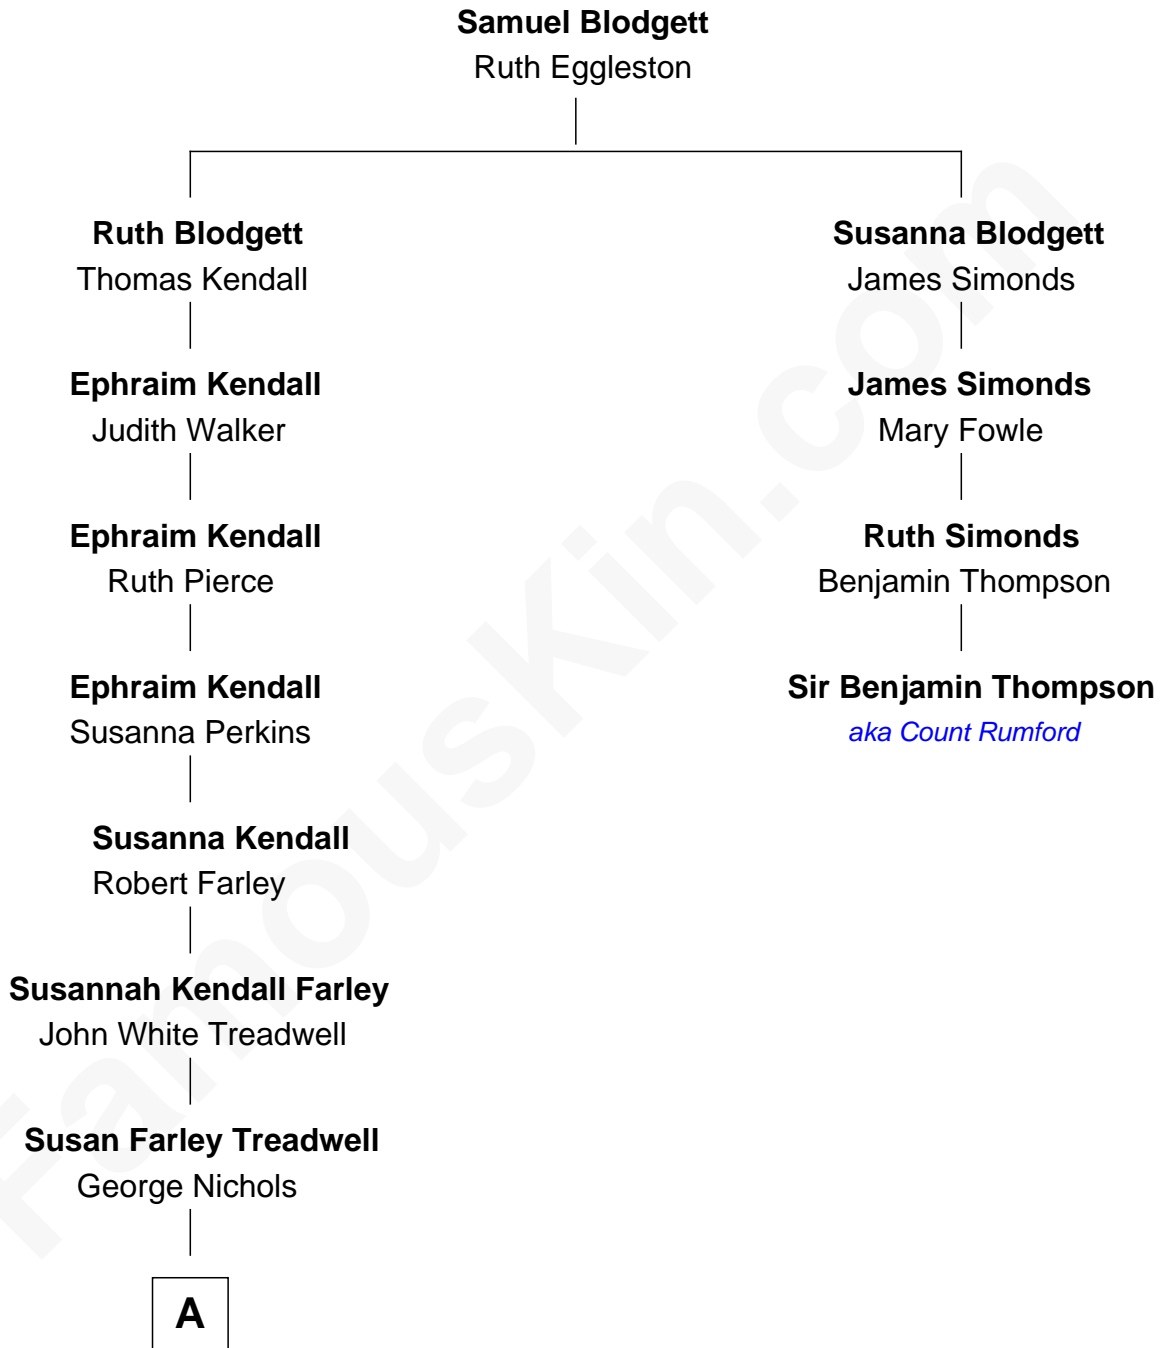 Samuel Blodgett
Ruth Eggleston
Ruth Blodgett
Thomas Kendall
Susanna Blodgett
James Simonds
Ephraim Kendall
Judith Walker
James Simonds
Mary Fowle
Ephraim Kendall
Ruth Pierce
Ruth Simonds
Benjamin Thompson
Ephraim Kendall
Susanna Perkins
Sir Benjamin Thompson
aka Count Rumford
Susanna Kendall
Robert Farley
Susannah Kendall Farley
John White Treadwell
Susan Farley Treadwell
George Nichols
A
FamousKin.com